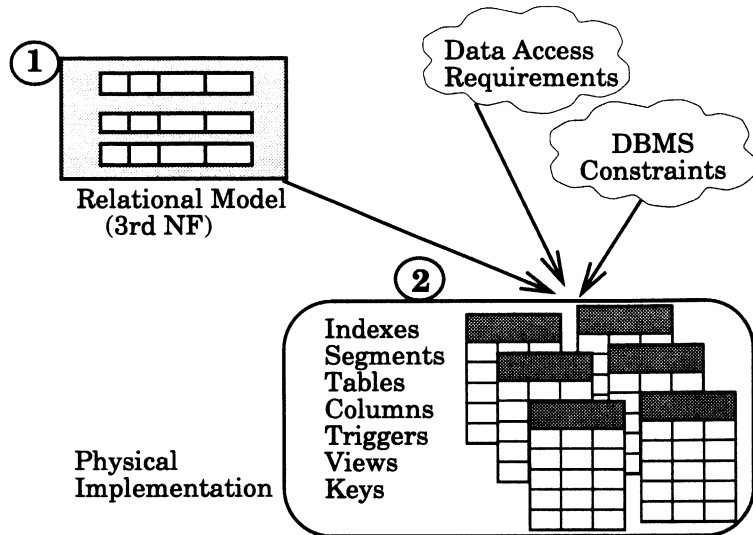 1
Relational Model
(3rd NF)
Data Access
Requirements
DBMS
Constraints
2
Indexes
Segments
Tables
Columns
Triggers
Views
Keys
Physical
Implementation